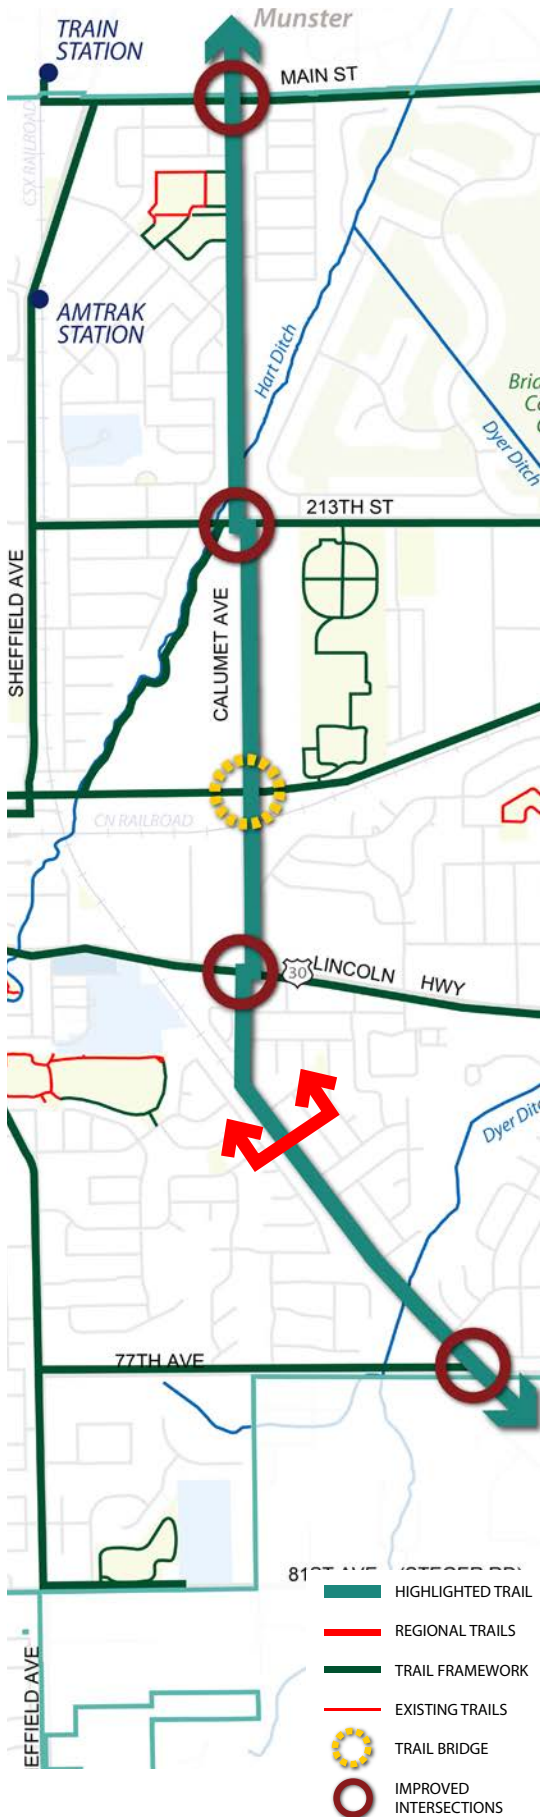 Munster
TRAIN
STATION
MAIN ST
CSX RAILROAD
AMTRAK
STATION
Hart Ditch
Dyer Ditch
213TH ST
SHEFFIELD AVE
CALUMET AVE
CN RAILROAD
30
LINCOLN HWY
77TH AVE
HIGHLIGHTED TRAIL
REGIONAL TRAILS
TRAIL FRAMEWORK
EXISTING TRAILS
TRAIL BRIDGE
IMPROVED
INTERSECTIONS
EFFIELD AVE